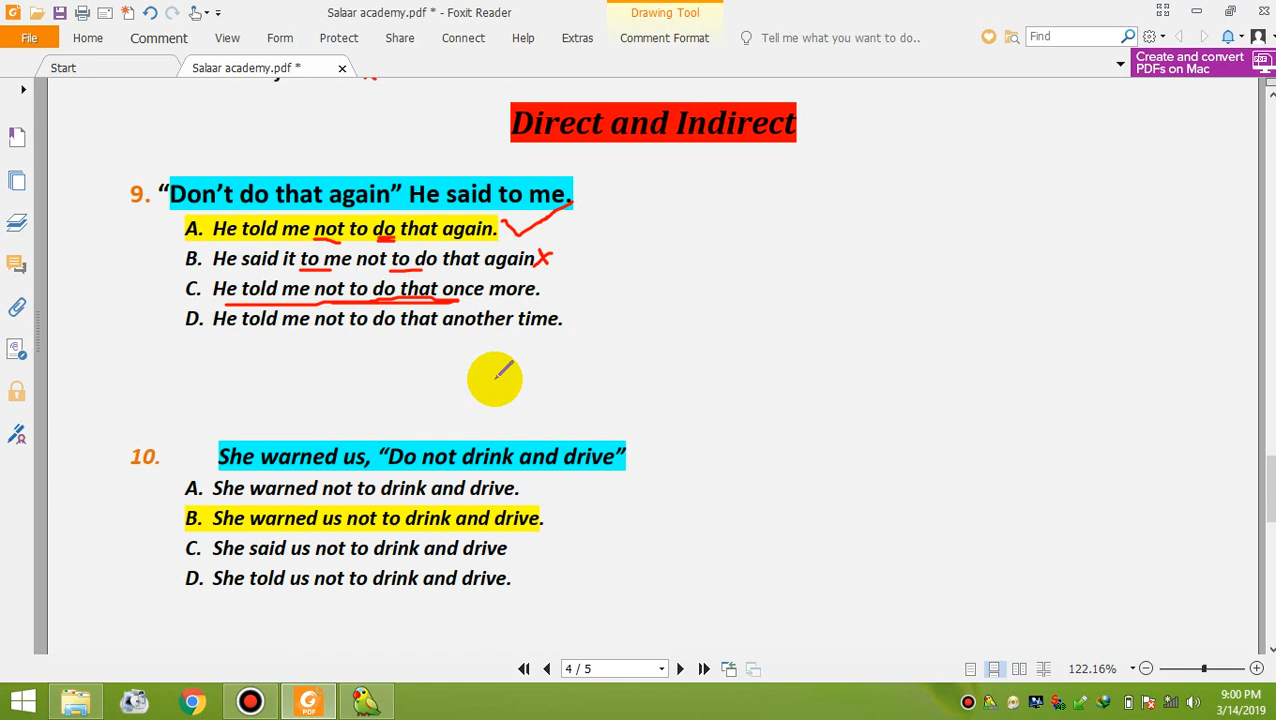 Salaar academy.pdf * - Foxit Reader
Drawing Tool
File Home Comment View Form Protect Share Connect Help Extras Comment Format Tell me what you want to do.. Find
Start
Salaar academy.pdf *
Create and convert
PDFs on Mac
Direct and Indirect
9. “Don’t do that again” He said to me.
A. He told me not to do that again.
B. He said it to me not to do that again
C. He told me not to do that once more.
D. He told me not to do that another time.
10. She warned us, “Do not drink and drive”
A. She warned not to drink and drive.
B. She warned us not to drink and drive.
C. She said us not to drink and drive
D. She told us not to drink and drive.
4 / 5
122.16%
PDF
9:00 PM
3/14/2019